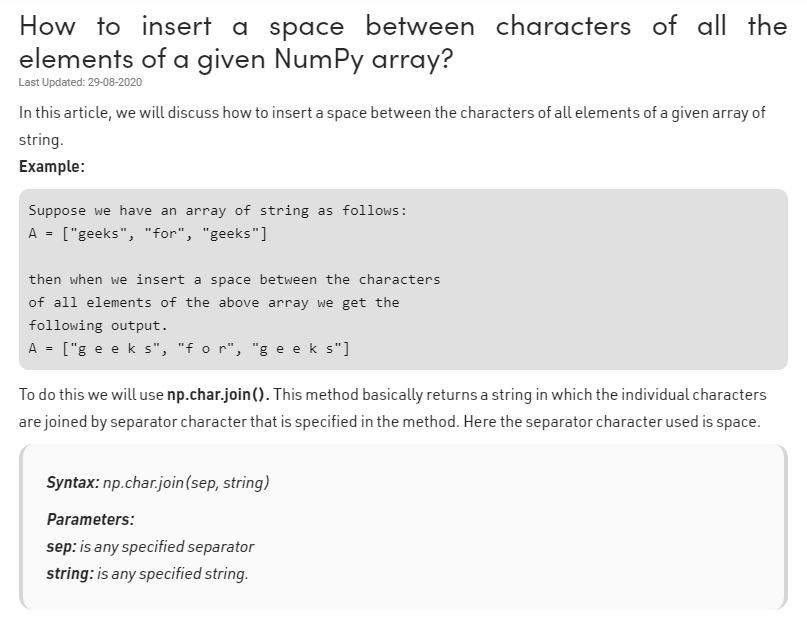 How to insert a space between characters of all the
elements of a given NumPy array?
Last Updated: 29-08-2020
In this article, we will discuss how to insert a space between the characters of all elements of a given array of
string.
Example:
Suppose we have an array of string as follows:
A = ["geeks", "for", "geeks"]
then when we insert a space between the characters
of all elements of the above array we get the
following output.
A = ["g e e k s", "f o r", "g e e k s"]
To do this we will use np.char.join(). This method basically returns a string in which the individual characters
are joined by separator character that is specified in the method. Here the separator character used is space.
Syntax: np.char.join(sep, string)
Parameters:
sep: is any specified separator
string: is any specified string.